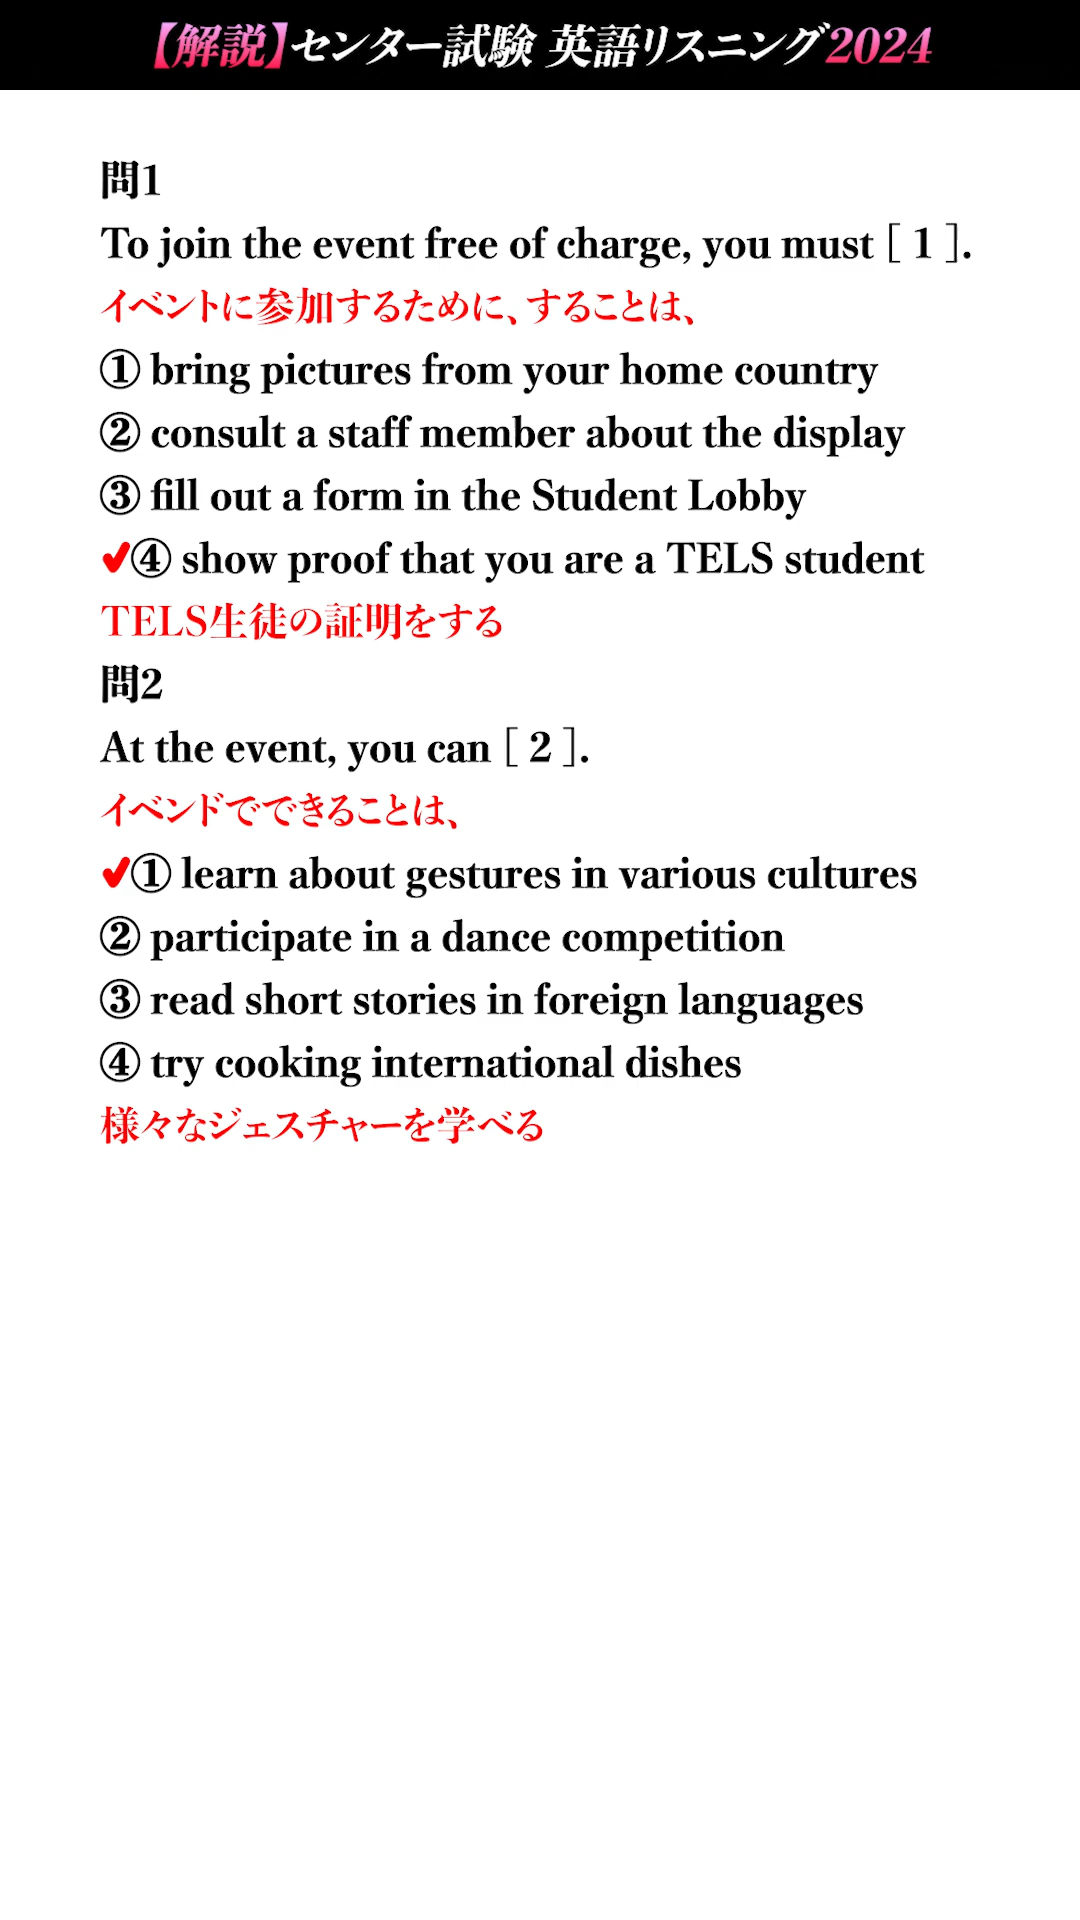 【解説】センター試験 英語リスニング2024
問1
To join the event free of charge, you must [ 1 ].
イベントに参加するために、することは、
① bring pictures from your home country
② consult a staff member about the display
③ fill out a form in the Student Lobby
✔④ show proof that you are a TELS student
TELS生徒の証明をする
問2
At the event, you can [ 2 ].
イベンドでできることは、
✔① learn about gestures in various cultures
② participate in a dance competition
③ read short stories in foreign languages
④ try cooking international dishes
様々なジェスチャーを学べる